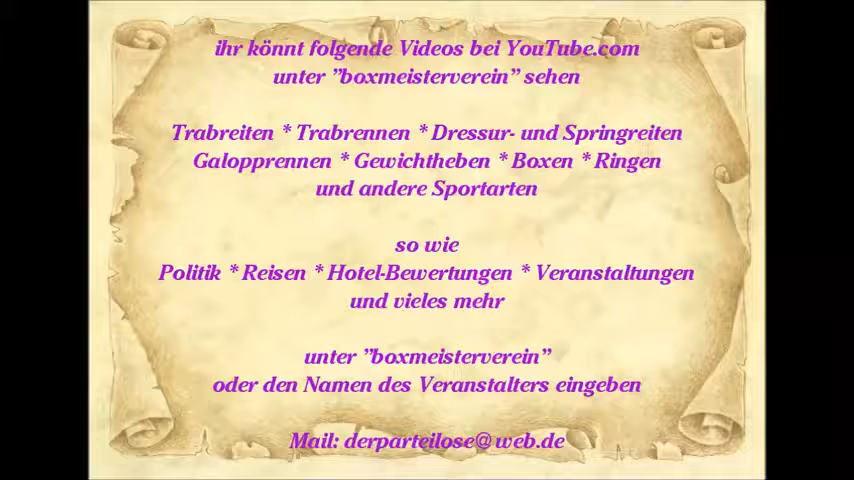 ihr könnt folgende Videos bei YouTube.com
unter "boxmeisterverein" sehen
Trabreiten * Trabrennen * Dressur- und Springreiten
Galopprennen * Gewichtheben * Boxen * Ringen
und andere Sportarten
so wie
Politik * Reisen * Hotel-Bewertungen * Veranstaltungen
und vieles mehr
unter "boxmeisterverein"
oder den Namen des Veranstalters eingeben
Mail: derparteilose@web.de